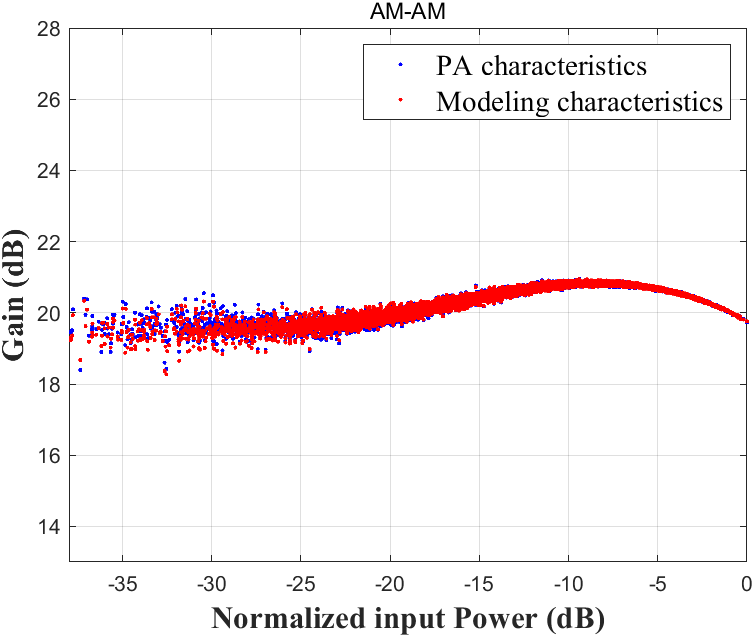 AM-AM
28
26
24
22
20
18
16
14
PA characteristics
Modeling characteristics
Gain (dB)
-35 -30 -25 -20 -15 -10 -5 0
Normalized input Power (dB)